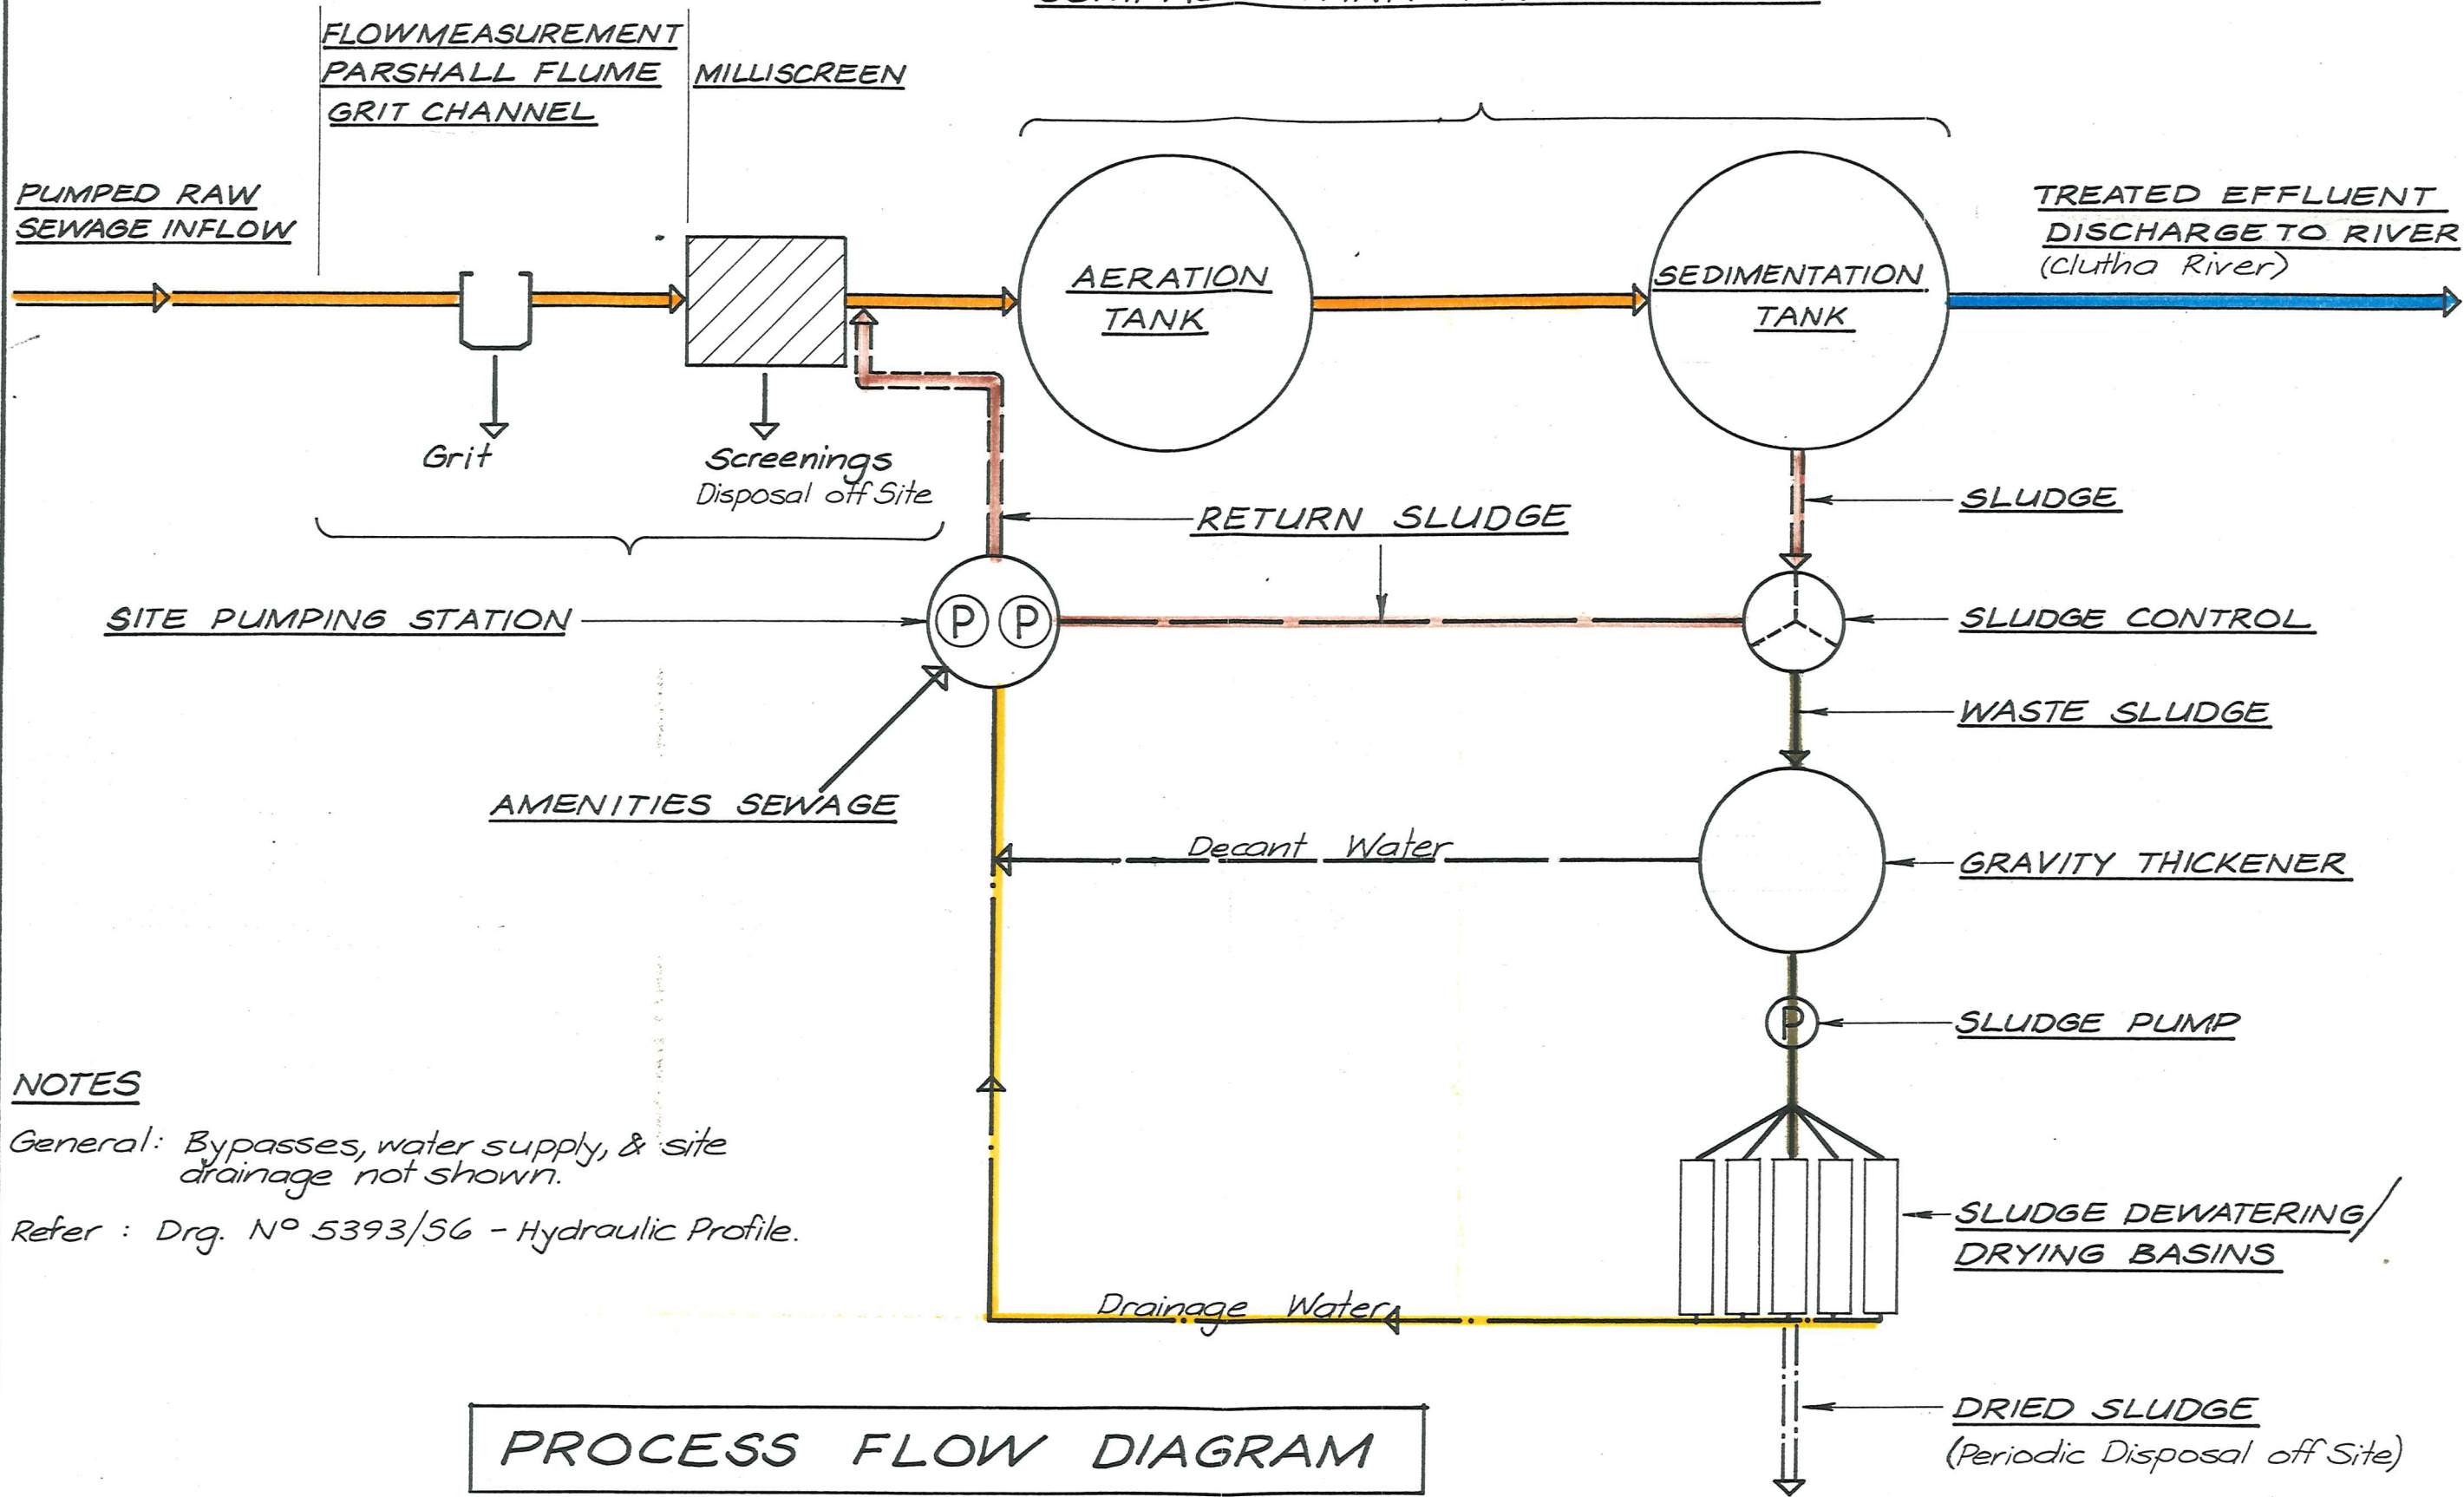 FLOWMEASUREMENT
PARSHALL FLUME
GRIT CHANNEL
MILLISCREEN
PUMPED RAW
SEWAGE INFLOW
AERATION
TANK
SEDIMENTATION
TANK
TREATED EFFLUENT
DISCHARGE TO RIVER
(Clutha River)
Grit
Screenings
Disposal off Site
RETURN SLUDGE
SLUDGE
SITE PUMPING STATION
P P
SLUDGE CONTROL
WASTE SLUDGE
AMENITIES SEWAGE
Decant Water
GRAVITY THICKENER
P
SLUDGE PUMP
NOTES
General: Bypasses, water supply, & site
drainage not shown.
Refer : Drg. Nº 5393/S6 - Hydraulic Profile.
SLUDGE DEWATERING/
DRYING BASINS
Drainage Water
DRIED SLUDGE
(Periodic Disposal off Site)
PROCESS FLOW DIAGRAM